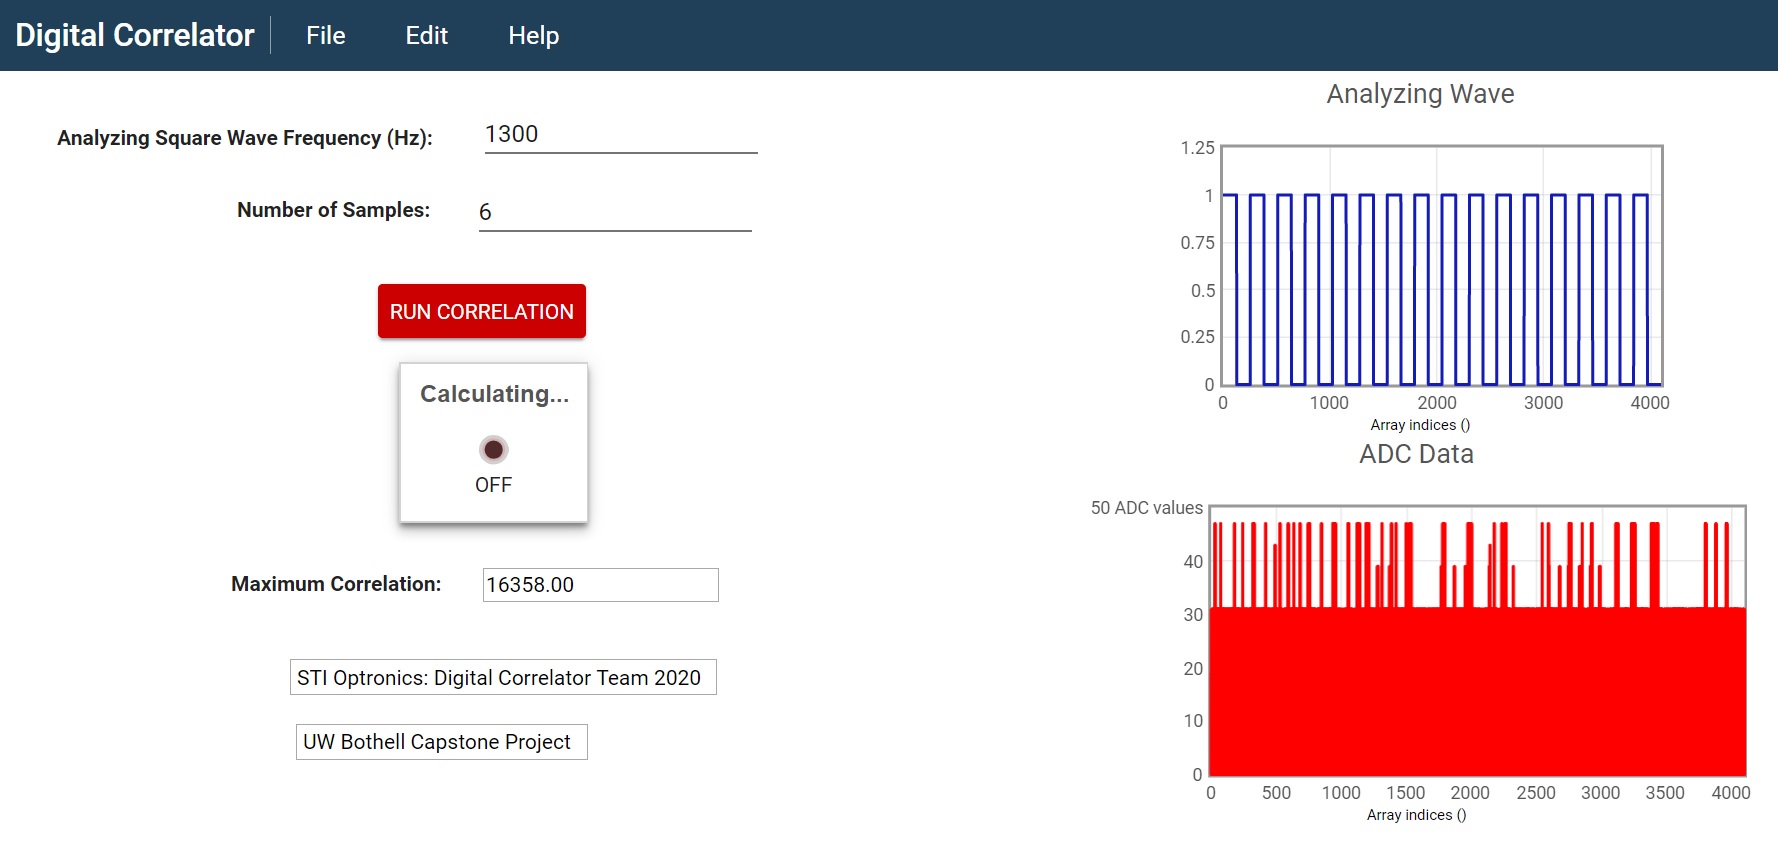 Digital Correlator File Edit Help
Analyzing Square Wave Frequency (Hz): 1300
Number of Samples: 6
RUN CORRELATION
Calculating...
OFF
Maximum Correlation: 16358.00
STI Optronics: Digital Correlator Team 2020
UW Bothell Capstone Project
Analyzing Wave
1.25
1
0.75
0.5
0.25
0
0 1000 2000 3000 4000
Array indices ()
ADC Data
50 ADC values
40
30
20
10
0
0 500 1000 1500 2000 2500 3000 3500 4000
Array indices ()